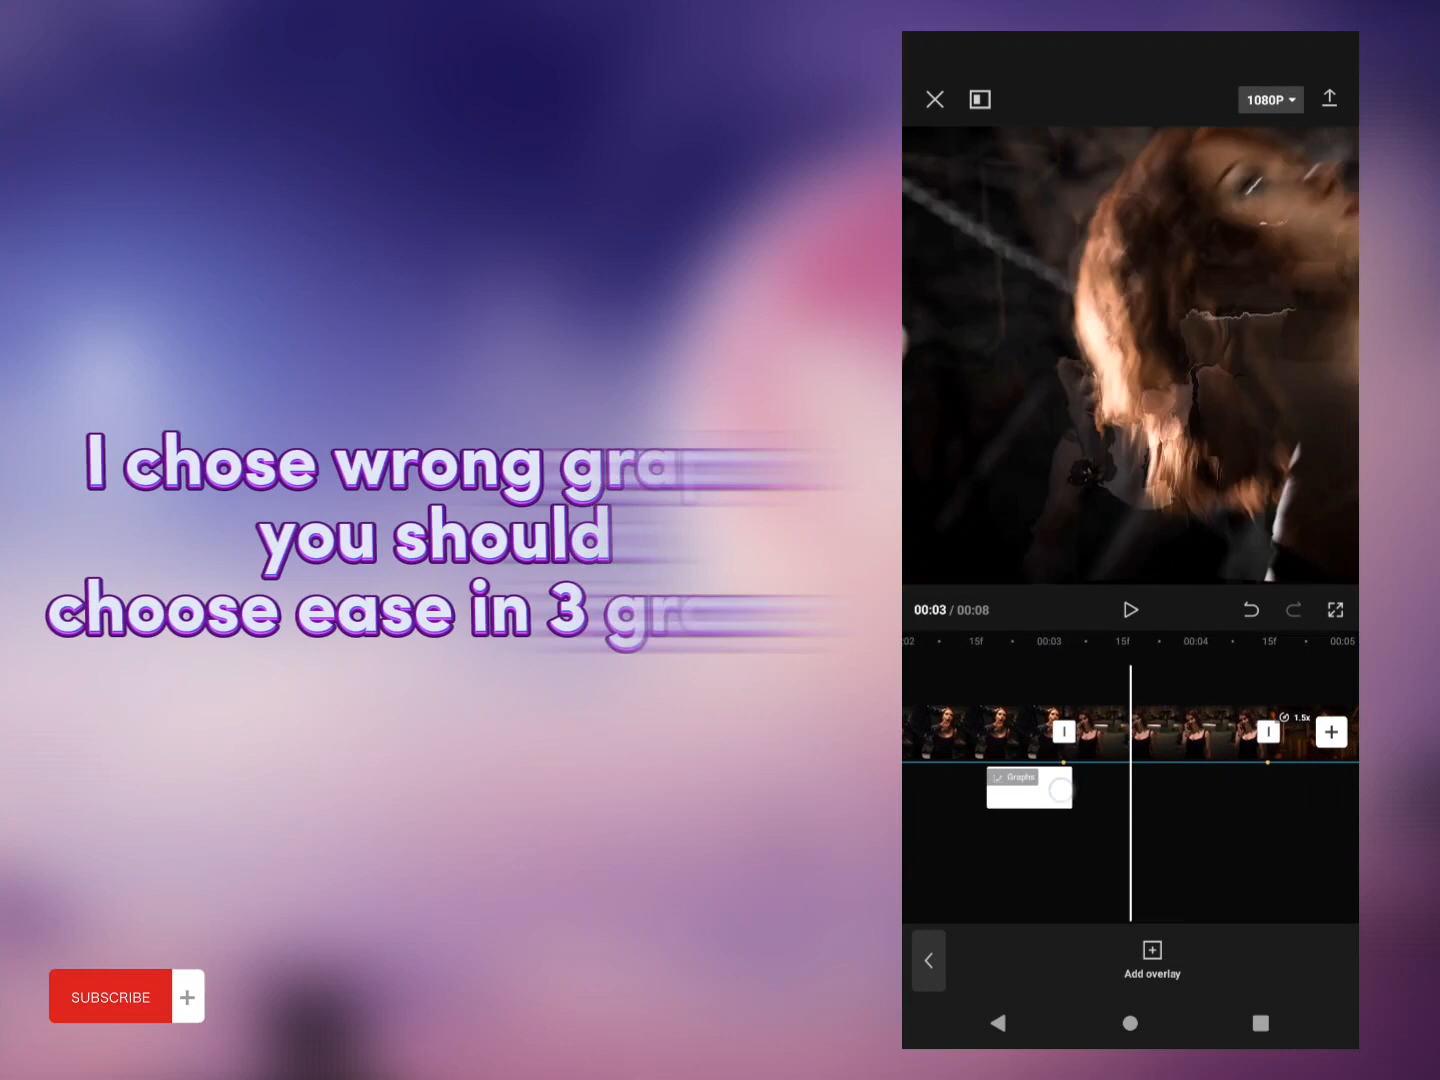 I chose wrong gra
you should
choose ease in 3 gr
SUBSCRIBE
1080P
00:03 / 00:08
:02 15f 00:03 15f 00:04 15f 00:05
1.5x
Graphs
Add overlay